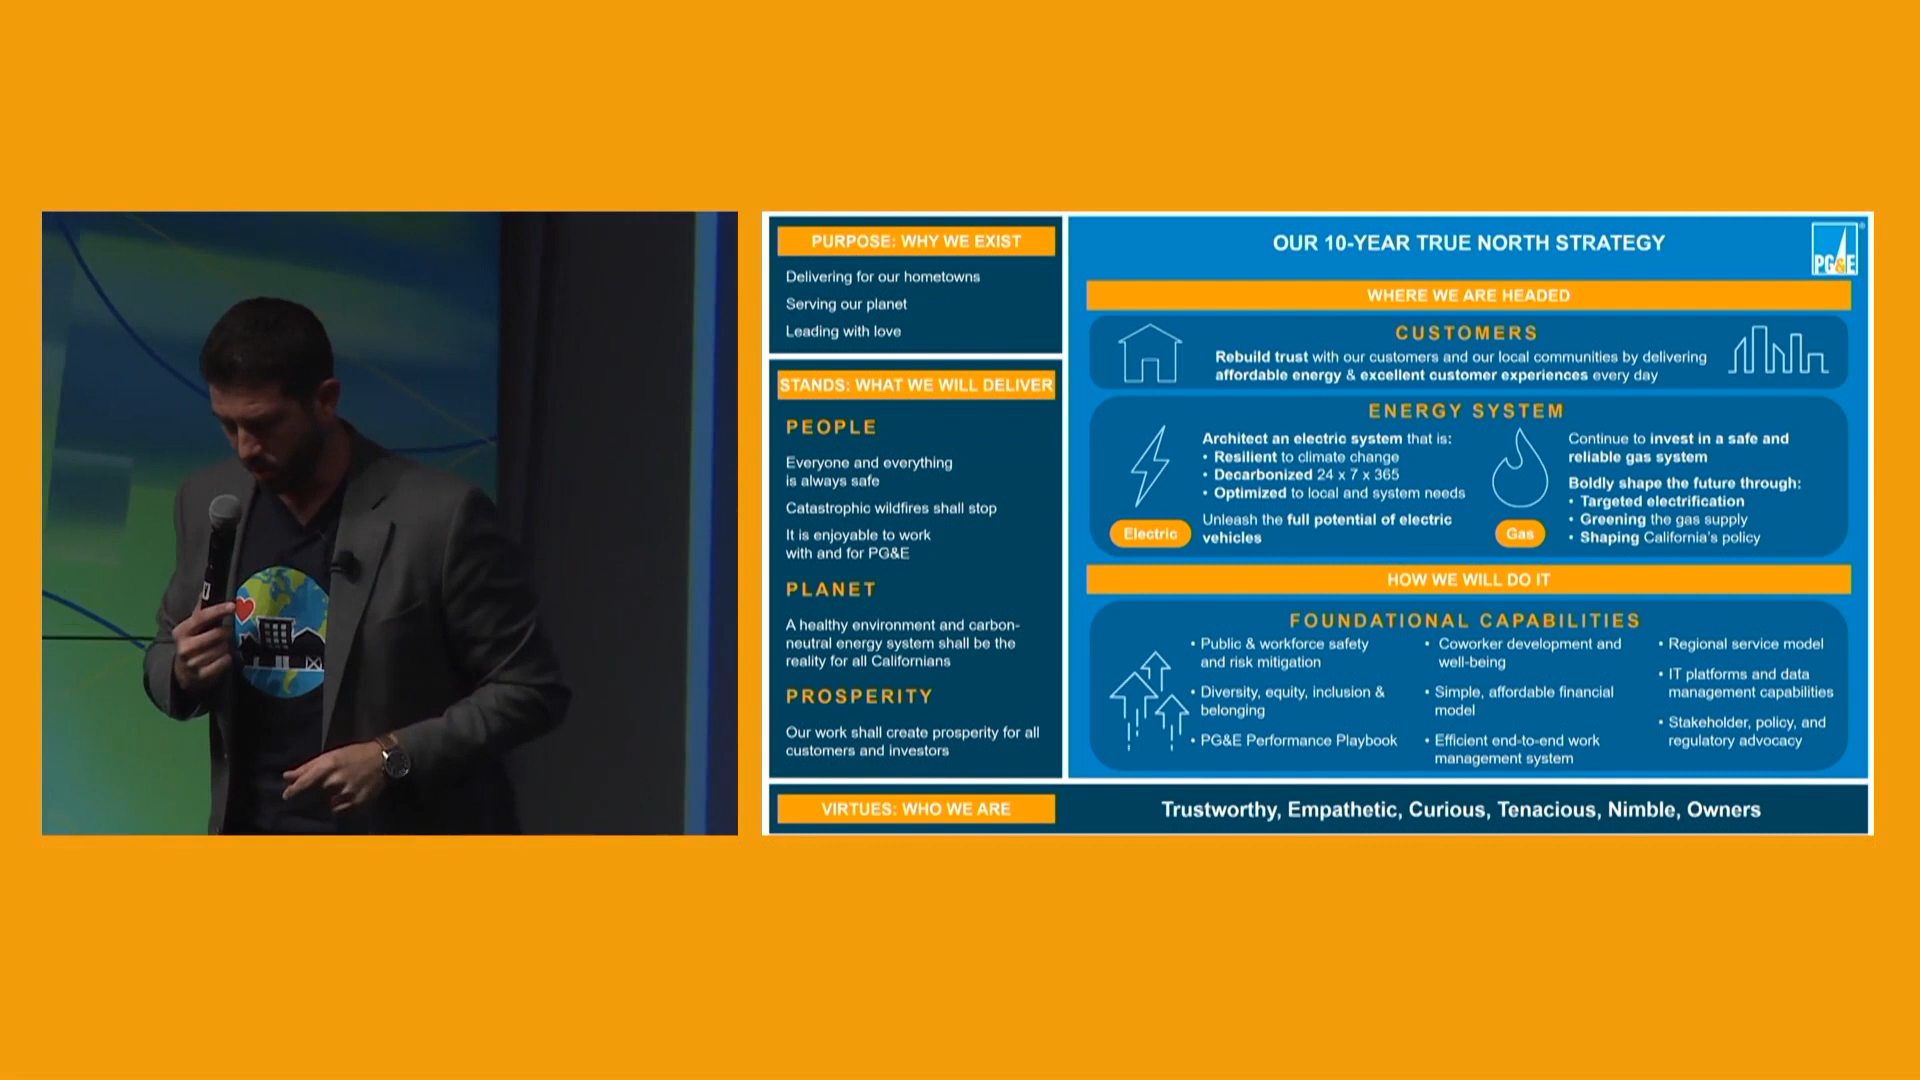 PURPOSE: WHY WE EXIST
Delivering for our hometowns
Serving our planet
Leading with love
STANDS: WHAT WE WILL DELIVER
PEOPLE
Everyone and everything
is always safe
Catastrophic wildfires shall stop
It is enjoyable to work
with and for PG&E
PLANET
A healthy environment and carbon-
neutral energy system shall be the
reality for all Californians
PROSPERITY
Our work shall create prosperity for all
customers and investors
OUR 10-YEAR TRUE NORTH STRATEGY
PG&E
®
WHERE WE ARE HEADED
CUSTOMERS
Rebuild trust with our customers and our local communities by delivering
affordable energy & excellent customer experiences every day
ENERGY SYSTEM
Architect an electric system that is:
• Resilient to climate change
• Decarbonized 24 x 7 x 365
• Optimized to local and system needs
Unleash the full potential of electric
vehicles
Electric
Continue to invest in a safe and
reliable gas system
Boldly shape the future through:
• Targeted electrification
• Greening the gas supply
• Shaping California's policy
Gas
HOW WE WILL DO IT
FOUNDATIONAL CAPABILITIES
• Public & workforce safety
and risk mitigation
• Diversity, equity, inclusion &
belonging
• PG&E Performance Playbook
• Coworker development and
well-being
• Simple, affordable financial
model
• Efficient end-to-end work
management system
• Regional service model
• IT platforms and data
management capabilities
• Stakeholder, policy, and
regulatory advocacy
VIRTUES: WHO WE ARE
Trustworthy, Empathetic, Curious, Tenacious, Nimble, Owners